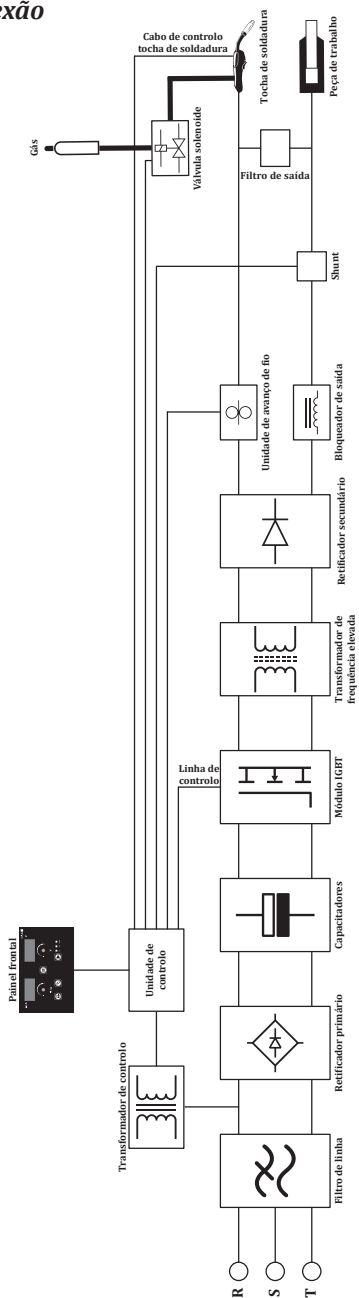 exão
Cabo de controlo
tocha de soldadura
Tocha de soldadura
Peça de trabalho
Gás
Válvula solenoide
Filtro de saída
Shunt
Unidade de avanço de fio
Bloqueador de saída
Retificador secundário
Transformador de
frequência elevada
Linha de
controlo
Módulo IGBT
Painel frontal
Unidade de
controlo
Capacitadores
Transformador de controlo
Retificador primário
Filtro de linha
R
S
T